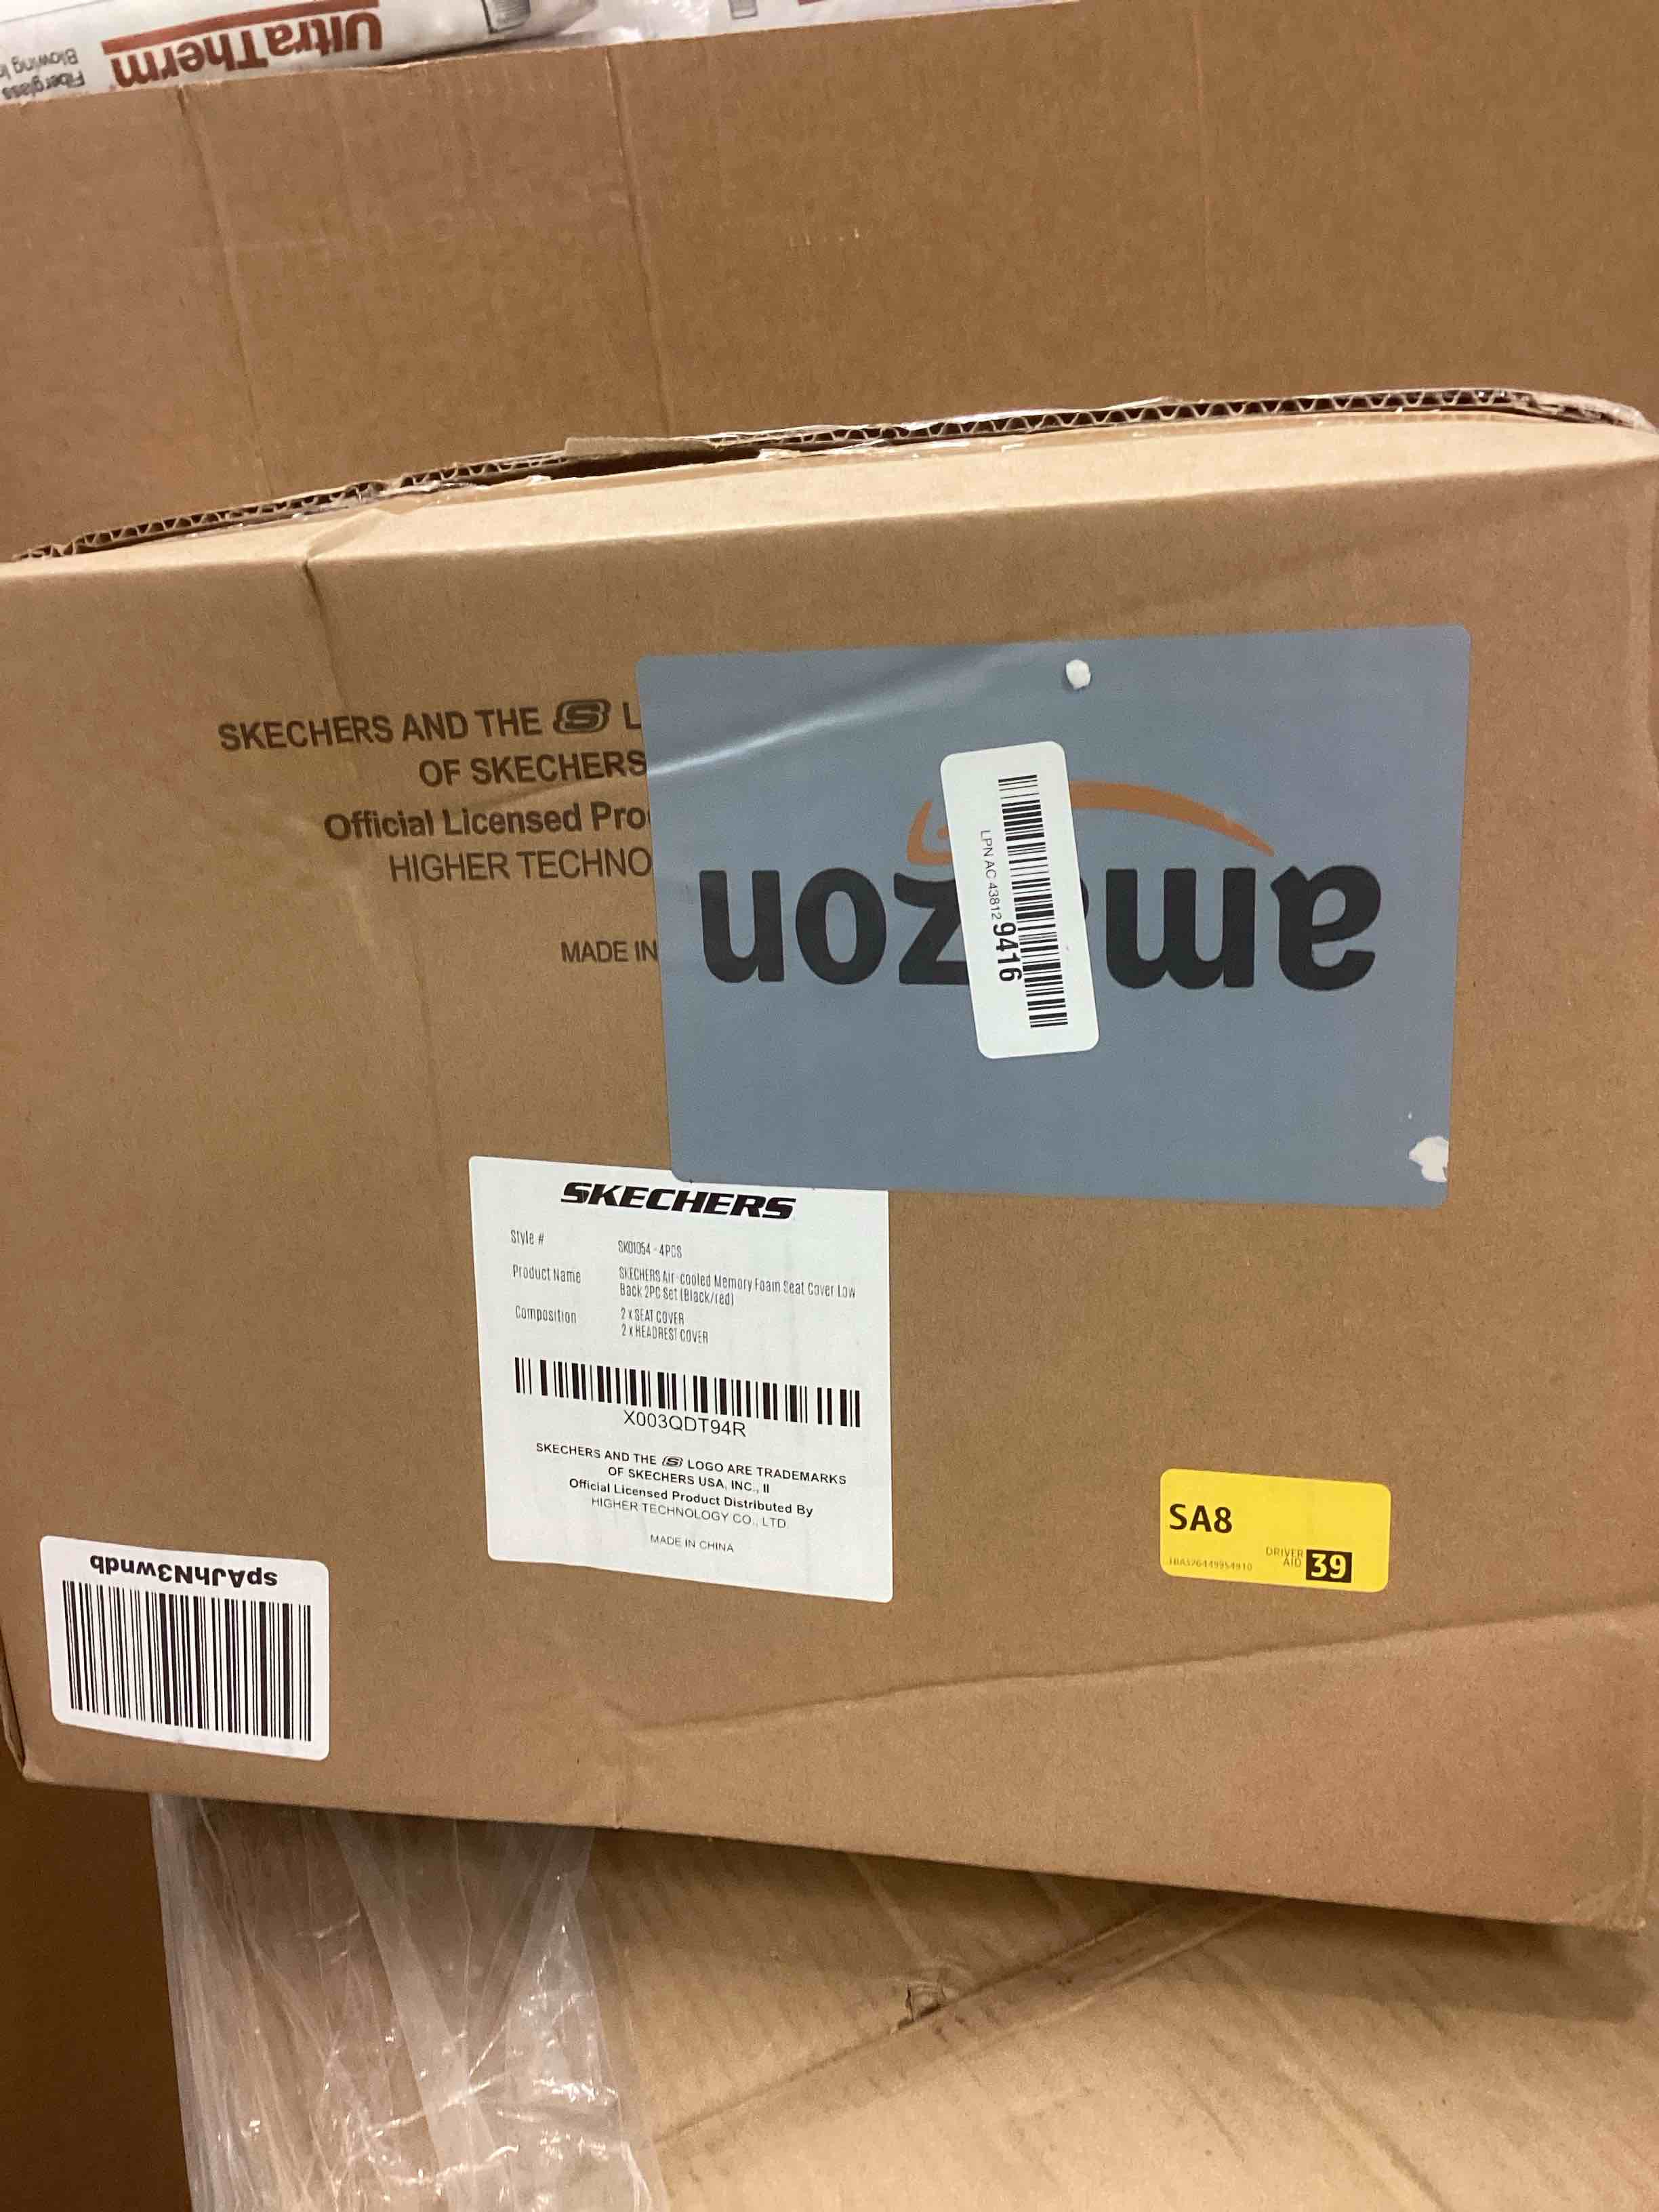 UltraTherm
Fiberglass
Blowing
SKECHERS AND THE S L
OF SKECHERS
Official Licensed Pro
HIGHER TECHNO
MADE IN
amazon
LPN AC 43812 9416
SKECHERS
Style # SK01054-4PCS
Product Name SKECHERS Air-cooled Memory Foam Seat Cover Low
Back 2PC Set (Black/red)
Composition 2 x SEAT COVER
2 x HEADREST COVER
X003QDT94R
SKECHERS AND THE S LOGO ARE TRADEMARKS
OF SKECHERS USA, INC., II
Official Licensed Product Distributed By
HIGHER TECHNOLOGY CO., LTD
MADE IN CHINA
SA8
DRIVER
AID 39
spAJhN3wndb